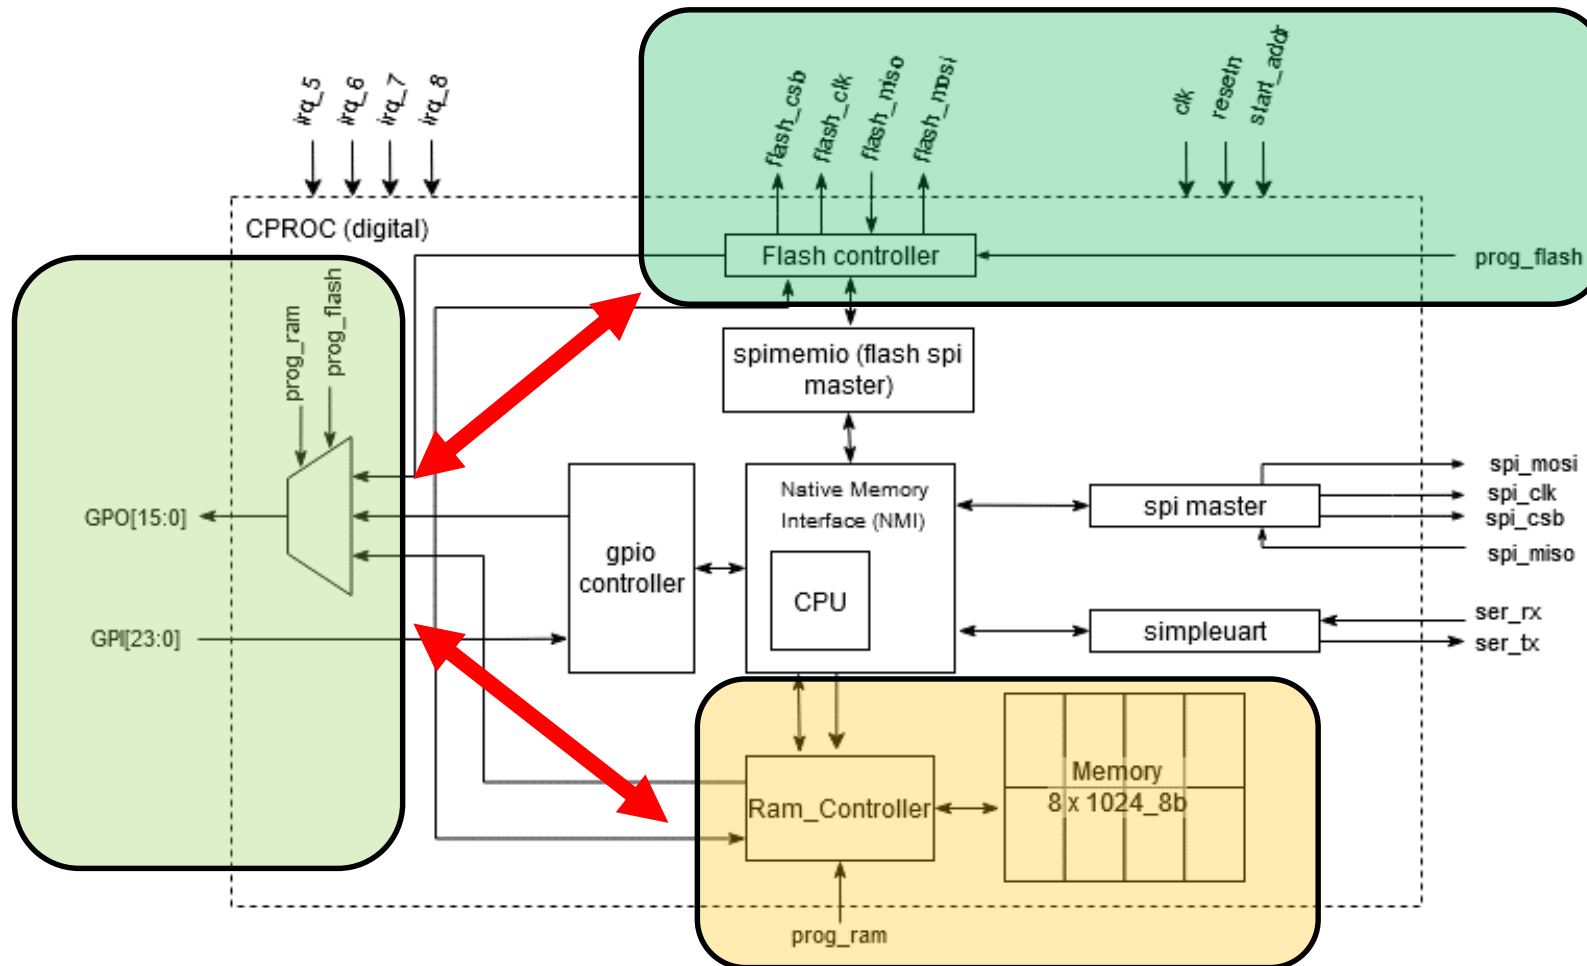 irq_5
irq_6
irq_7
irq_8
flash_csb
flash_clk
flash_miso
flash_mosi
clk
resetn
start_addr
CPROC (digital)
Flash controller
prog_flash
prog_ram
prog_flash
spimemio (flash spi
master)
GPO[15:0]
GPI[23:0]
gpio
controller
Native Memory
Interface (NMI)
CPU
spi master
spi_mosi
spi_clk
spi_csb
spi_miso
simpleuart
ser_rx
ser_tx
Ram_Controller
Memory
8 x 1024_8b
prog_ram